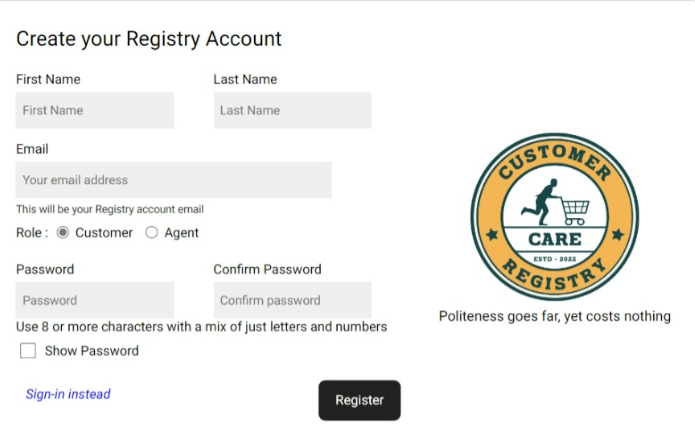 Create your Registry Account
First Name
Last Name
First Name
Last Name
Email
Your email address
This will be your Registry account email
Role : Customer Agent
Password
Confirm Password
Password
Confirm password
Use 8 or more characters with a mix of just letters and numbers
Show Password
Sign-in instead
Register
CUSTOMER
CARE
ESTD - 2022
REGISTRY
Politeness goes far, yet costs nothing